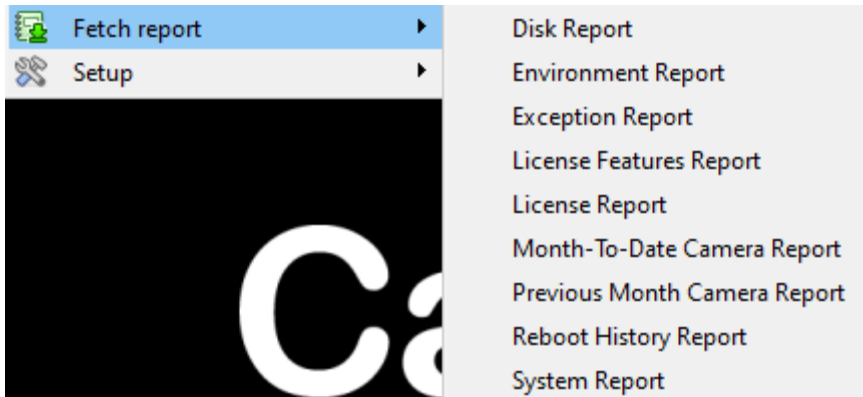 Fetch report
Setup
Disk Report
Environment Report
Exception Report
License Features Report
License Report
Month-To-Date Camera Report
Previous Month Camera Report
Reboot History Report
System Report
Ca